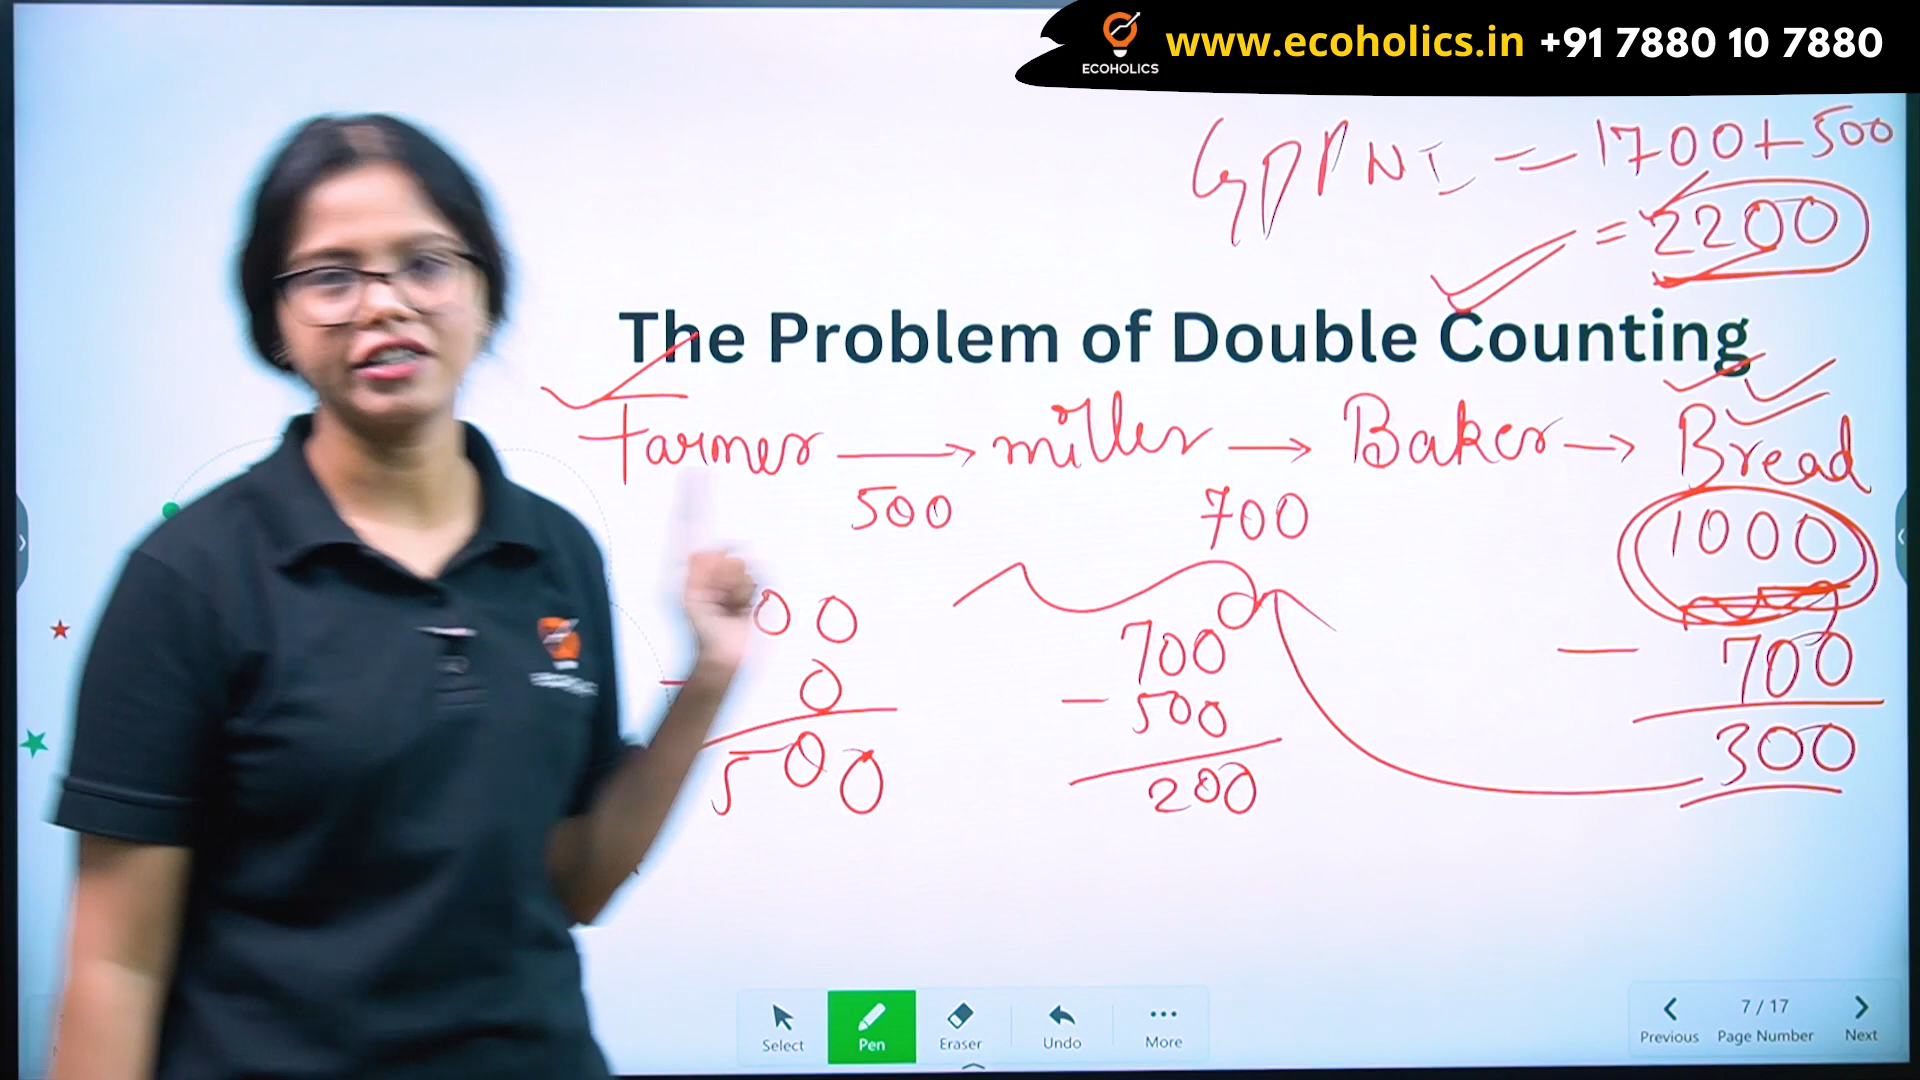 www.ecoholics.in +91 7880 10 7880
ECOHOLICS
= 1700+500
= 2200
The Problem of Double Counting
Farmer → miller → Baker → Bread
500 700 1000
00 700 - 700
0 - 500 300
500 200
Select Pen Eraser Undo More
7 / 17
Previous Page Number Next